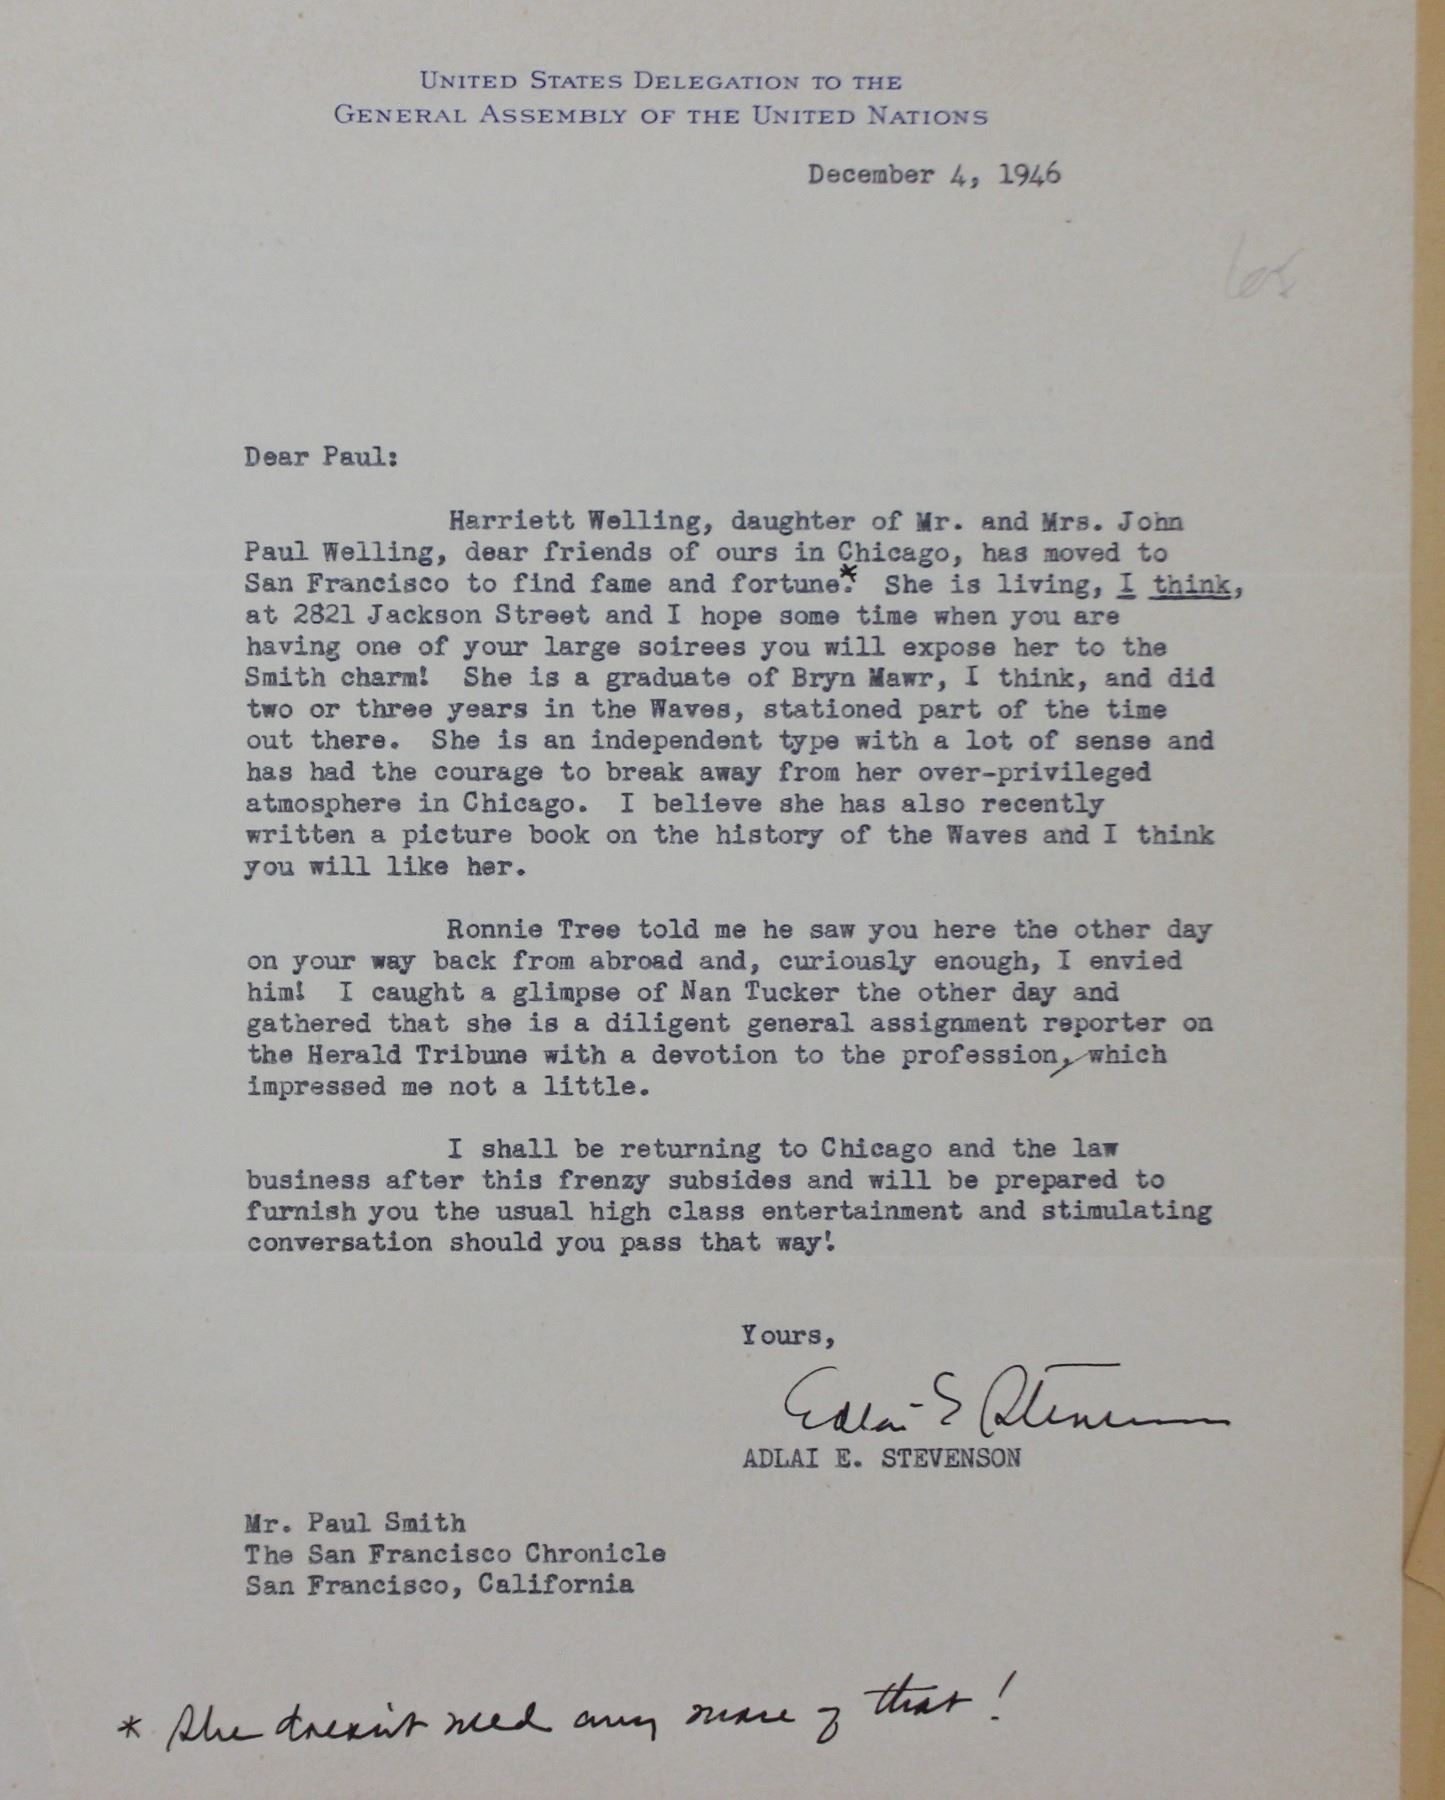 UNITED STATES DELEGATION TO THE
GENERAL ASSEMBLY OF THE UNITED NATIONS
December 4, 1946
Dear Paul:
Harriett Welling, daughter of Mr. and Mrs. John
Paul Welling, dear friends of ours in Chicago, has moved to
San Francisco to find fame and fortune.* She is living, I think,
at 2821 Jackson Street and I hope some time when you are
having one of your large soirees you will expose her to the
Smith charm! She is a graduate of Bryn Mawr, I think, and did
two or three years in the Waves, stationed part of the time
out there. She is an independent type with a lot of sense and
has had the courage to break away from her over-privileged
atmosphere in Chicago. I believe she has also recently
written a picture book on the history of the Waves and I think
you will like her.
Ronnie Tree told me he saw you here the other day
on your way back from abroad and, curiously enough, I envied
him! I caught a glimpse of Nan Tucker the other day and
gathered that she is a diligent general assignment reporter on
the Herald Tribune with a devotion to the profession, which
impressed me not a little.
I shall be returning to Chicago and the law
business after this frenzy subsides and will be prepared to
furnish you the usual high class entertainment and stimulating
conversation should you pass that way!
Yours,
Adlai E Stevenson
ADLAI E. STEVENSON
Mr. Paul Smith
The San Francisco Chronicle
San Francisco, California
* She doesn't need any more of that!